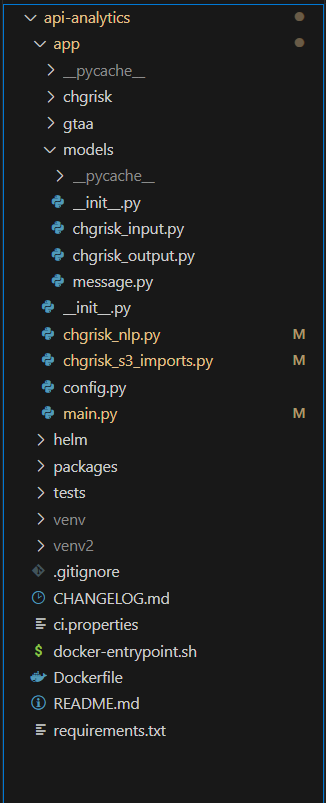 api-analytics
app
__pycache__
chgrisk
gtaa
models
__pycache__
__init__.py
chgrisk_input.py
chgrisk_output.py
message.py
__init__.py
chgrisk_nlp.py M
chgrisk_s3_imports.py M
config.py
main.py M
helm
packages
tests
venv
venv2
.gitignore
CHANGELOG.md
ci.properties
docker-entrypoint.sh
Dockerfile
README.md
requirements.txt